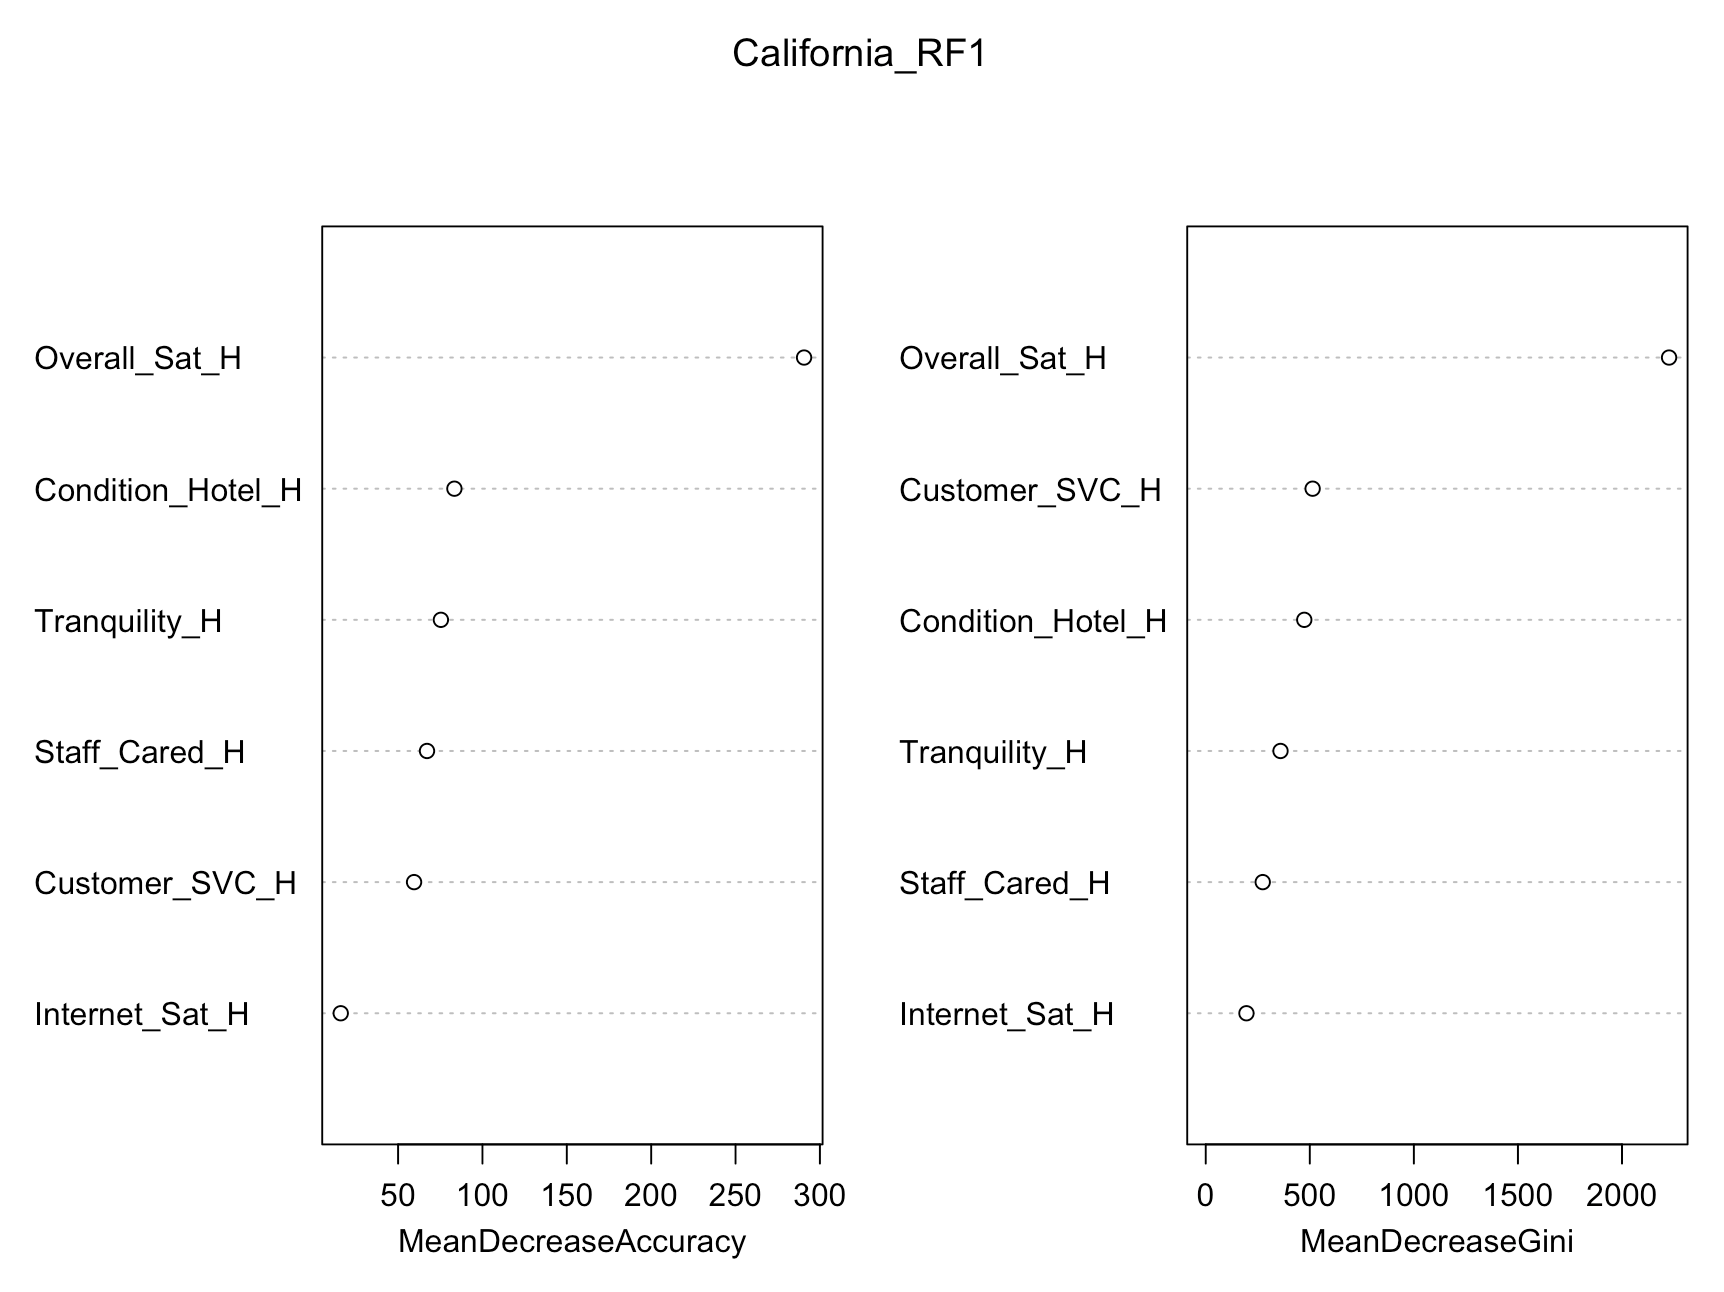 California_RF1
Overall_Sat_H
Condition_Hotel_H
Tranquility_H
Staff_Cared_H
Customer_SVC_H
Internet_Sat_H
50 100 150 200 250 300
MeanDecreaseAccuracy
Overall_Sat_H
Customer_SVC_H
Condition_Hotel_H
Tranquility_H
Staff_Cared_H
Internet_Sat_H
0 500 1000 1500 2000
MeanDecreaseGini